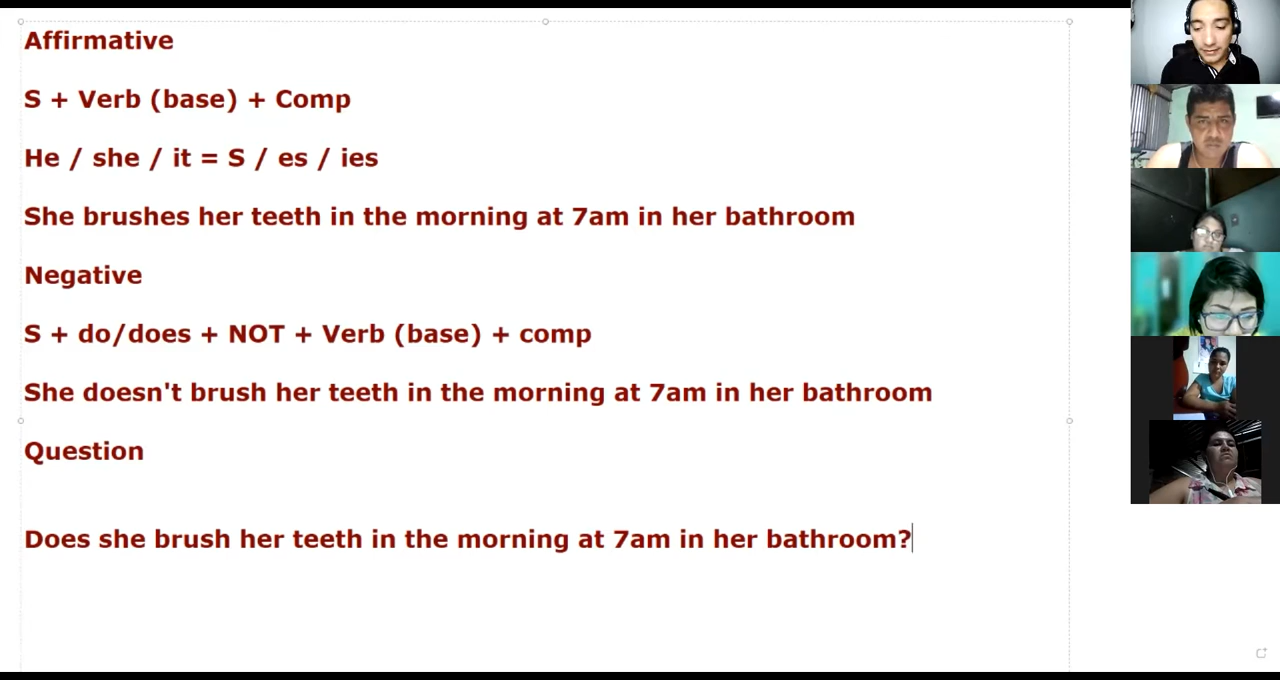 Affirmative
S + Verb (base) + Comp
He / she / it = S / es / ies
She brushes her teeth in the morning at 7am in her bathroom
Negative
S + do/does + NOT + Verb (base) + comp
She doesn't brush her teeth in the morning at 7am in her bathroom
Question
Does she brush her teeth in the morning at 7am in her bathroom?